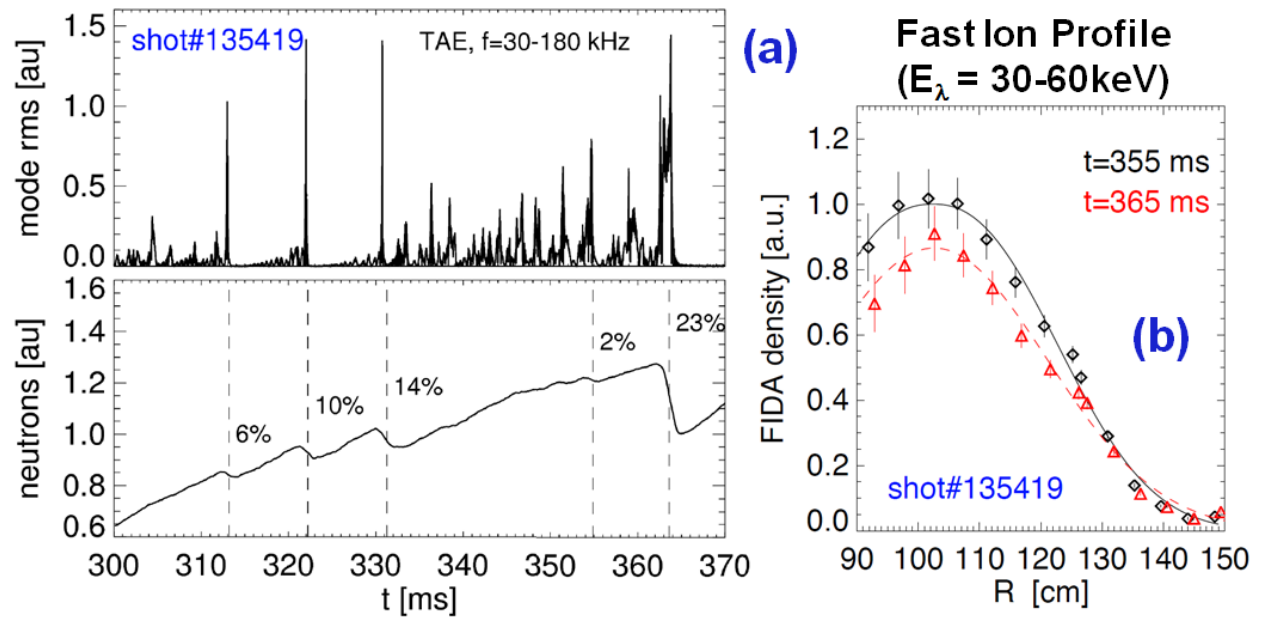 shot#135419
TAE, f=30-180 kHz
(a)
mode rms [au]
1.5
1.0
0.5
0.0
neutrons [au]
1.6
1.4
1.2
1.0
0.8
0.6
6%
10%
14%
2%
23%
300 310 320 330 340 350 360 370
t [ms]
Fast Ion Profile
(Eλ = 30-60keV)
t=355 ms
t=365 ms
(b)
FIDA density [a.u.]
1.2
1.0
0.8
0.6
0.4
0.2
0.0
shot#135419
90 100 110 120 130 140 150
R [cm]